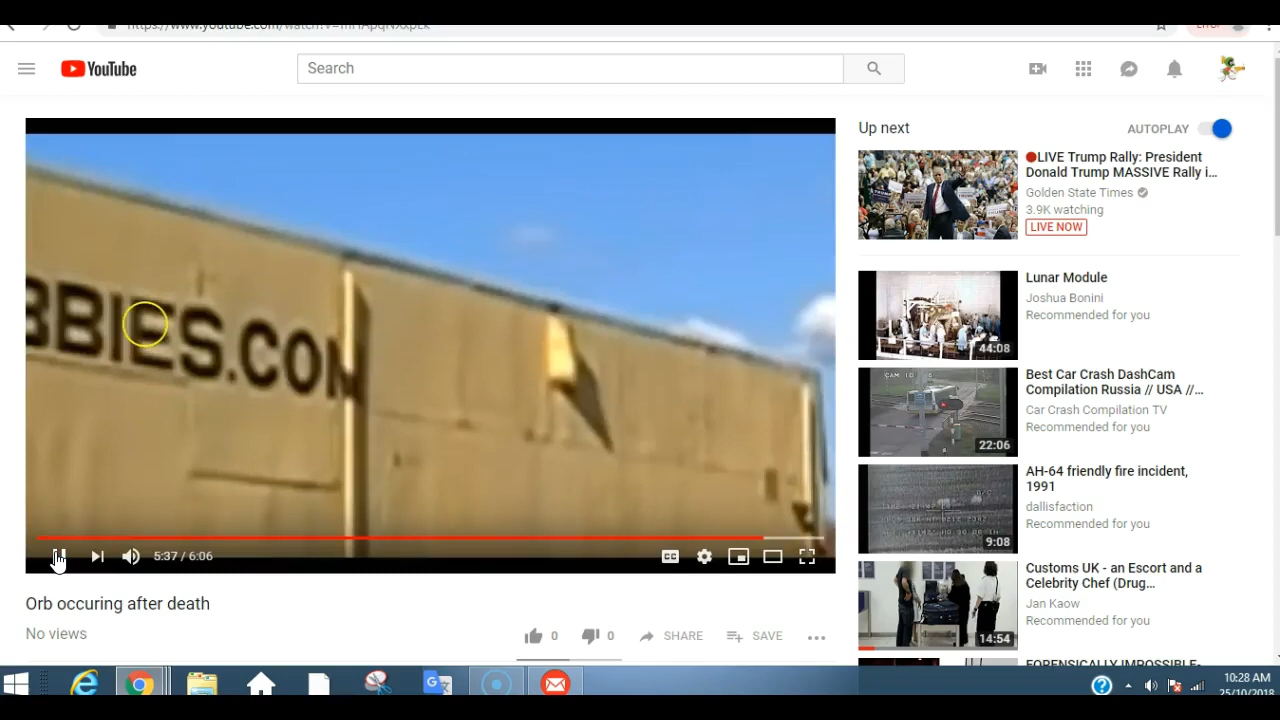 YouTube
Search
BBIES.COM
5:37 / 6:06
CC
Orb occuring after death
No views
0
0
SHARE
SAVE
Up next
AUTOPLAY
LIVE Trump Rally: President
Donald Trump MASSIVE Rally i...
Golden State Times
3.9K watching
LIVE NOW
Lunar Module
Joshua Bonini
Recommended for you
44:08
Best Car Crash DashCam
Compilation Russia // USA //...
Car Crash Compilation TV
Recommended for you
22:06
AH-64 friendly fire incident,
1991
dallisfaction
Recommended for you
9:08
Customs UK - an Escort and a
Celebrity Chef (Drug...
Jan Kaow
Recommended for you
14:54
FORENSICALLY IMPOSSIBLE-
10:28 AM
25/10/2018